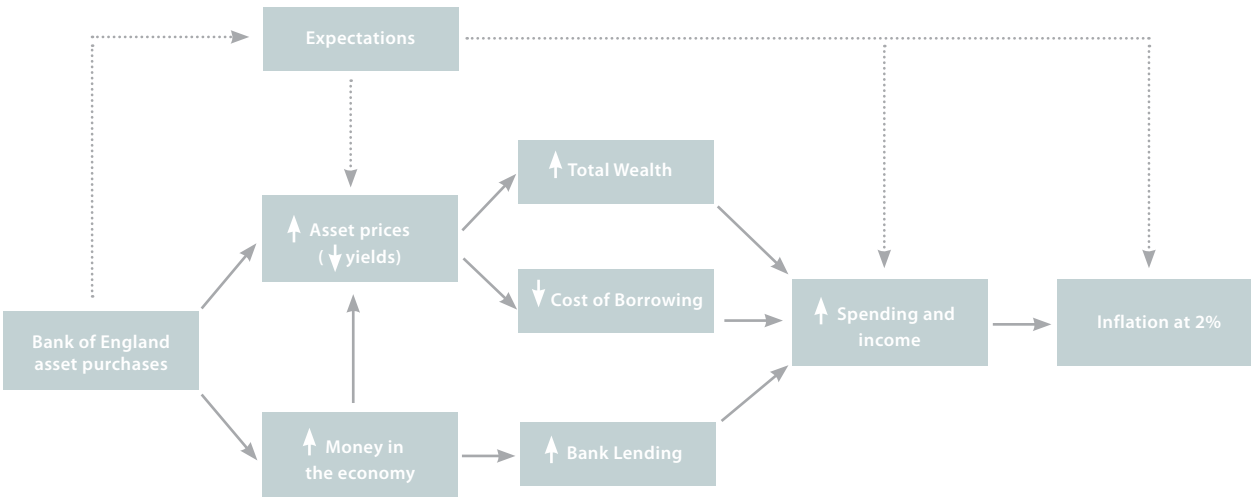 Expectations
Total Wealth
Asset prices
( yields)
Cost of Borrowing
Spending and
income
Inflation at 2%
Bank of England
asset purchases
Money in
the economy
Bank Lending